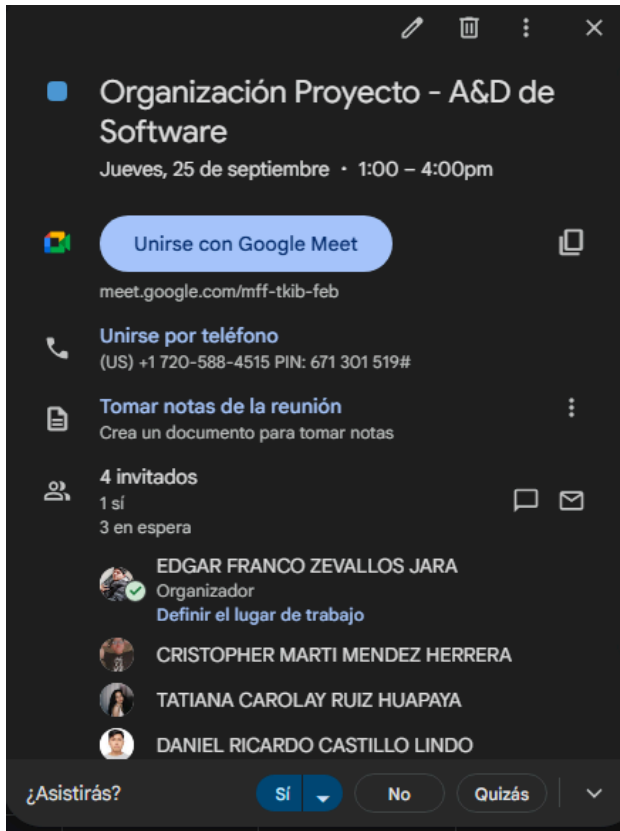 Organización Proyecto - A&D de
Software
Jueves, 25 de septiembre · 1:00 – 4:00pm
Unirse con Google Meet
meet.google.com/mff-tkib-feb
Unirse por teléfono
(US) +1 720-588-4515 PIN: 671 301 519#
Tomar notas de la reunión
Crea un documento para tomar notas
4 invitados
1 sí
3 en espera
EDGAR FRANCO ZEVALLOS JARA
Organizador
Definir el lugar de trabajo
CRISTOPHER MARTI MENDEZ HERRERA
TATIANA CAROLAY RUIZ HUAPAYA
DANIEL RICARDO CASTILLO LINDO
¿Asistirás? Sí No Quizás